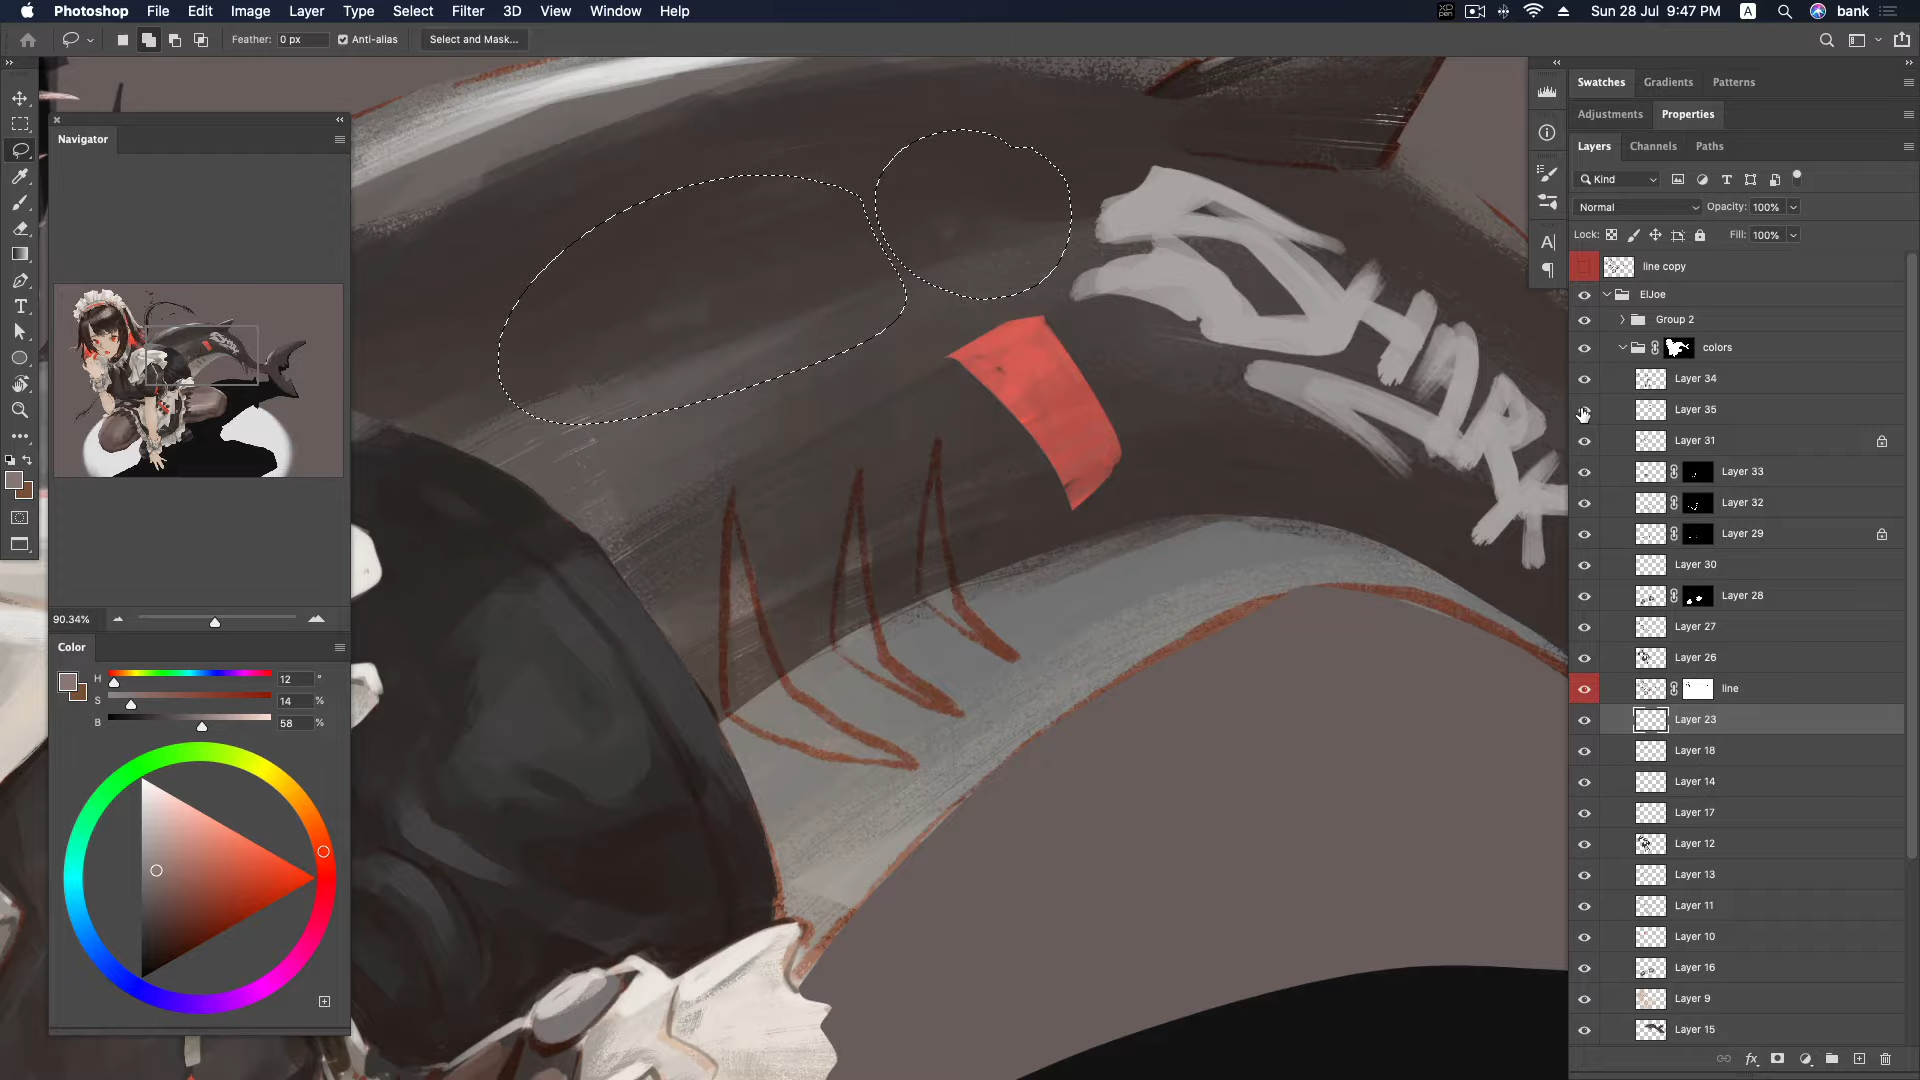 Photoshop File Edit Image Layer Type Select Filter 3D View Window Help
XP PEN Sun 28 Jul 9:47 PM A bank
Feather: 0 px Anti-alias Select and Mask...
Swatches Gradients Patterns
Adjustments Properties
Navigator
Layers Channels Paths
Kind
Normal Opacity: 100%
Lock: Fill: 100%
line copy
ElJoe
Group 2
colors
Layer 34
Layer 35
Layer 31
Layer 33
Layer 32
Layer 29
Layer 30
Layer 28
Layer 27
Layer 26
line
Layer 23
Layer 18
Layer 14
Layer 17
Layer 12
Layer 13
Layer 11
Layer 10
Layer 16
Layer 9
Layer 15
90.34%
Color
H 12 °
S 14 %
B 58 %
fx